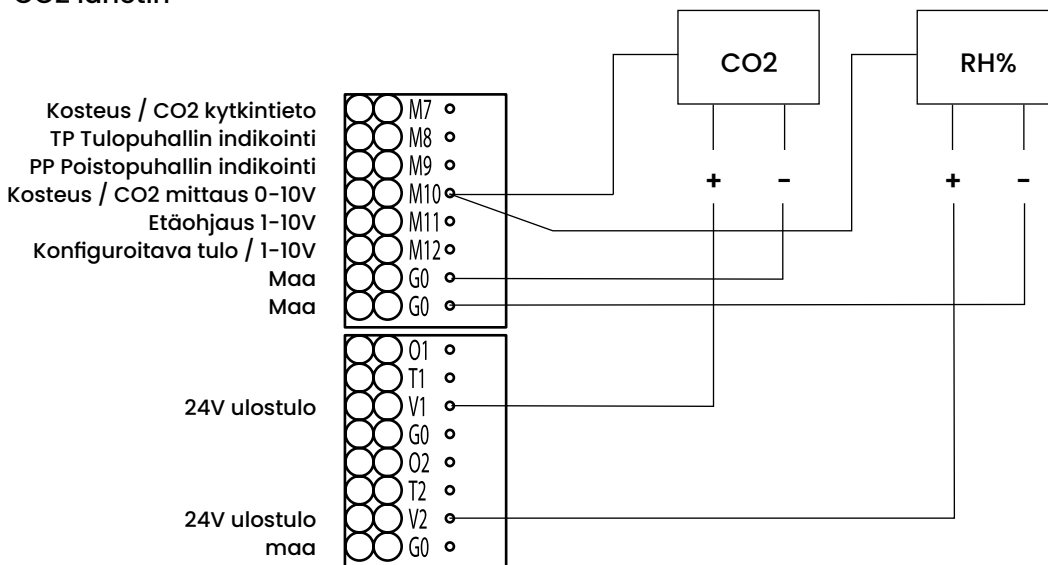 CO2
RH%
+
-
+
-
Kosteus / CO2 kytkintieto M7
TP Tulopuhallin indikointi M8
PP Poistopuhallin indikointi M9
Kosteus / CO2 mittaus 0-10V M10
Etäohjaus 1-10V M11
Konfiguroitava tulo / 1-10V M12
Maa G0
Maa G0
O1
T1
24V ulostulo V1
G0
O2
T2
24V ulostulo V2
maa G0